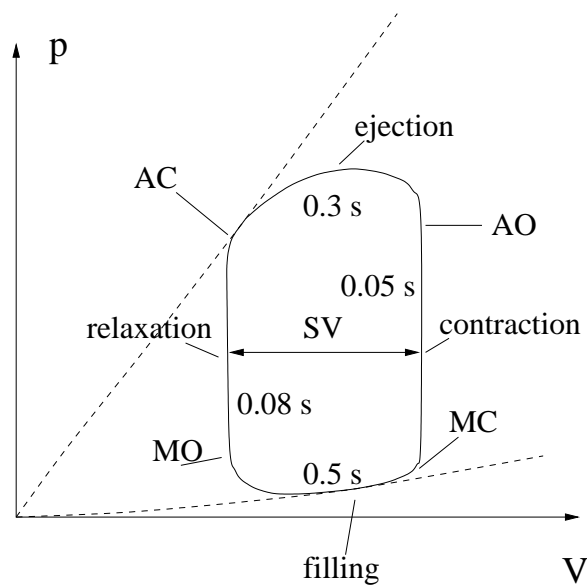 p
ejection
AC
0.3 s
AO
0.05 s
relaxation
SV
contraction
0.08 s
MC
MO
0.5 s
filling
V